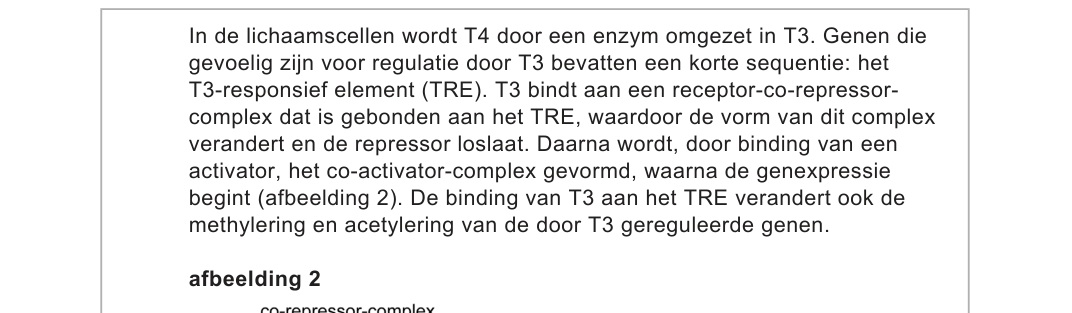 In de lichaamscellen wordt T4 door een enzym omgezet in T3. Genen die
gevoelig zijn voor regulatie door T3 bevatten een korte sequentie: het
T3-responsief element (TRE). T3 bindt aan een receptor-co-repressor-
complex dat is gebonden aan het TRE, waardoor de vorm van dit complex
verandert en de repressor loslaat. Daarna wordt, door binding van een
activator, het co-activator-complex gevormd, waarna de genexpressie
begint (afbeelding 2). De binding van T3 aan het TRE verandert ook de
methylering en acetylering van de door T3 gereguleerde genen.
afbeelding 2
co-repressor-complex